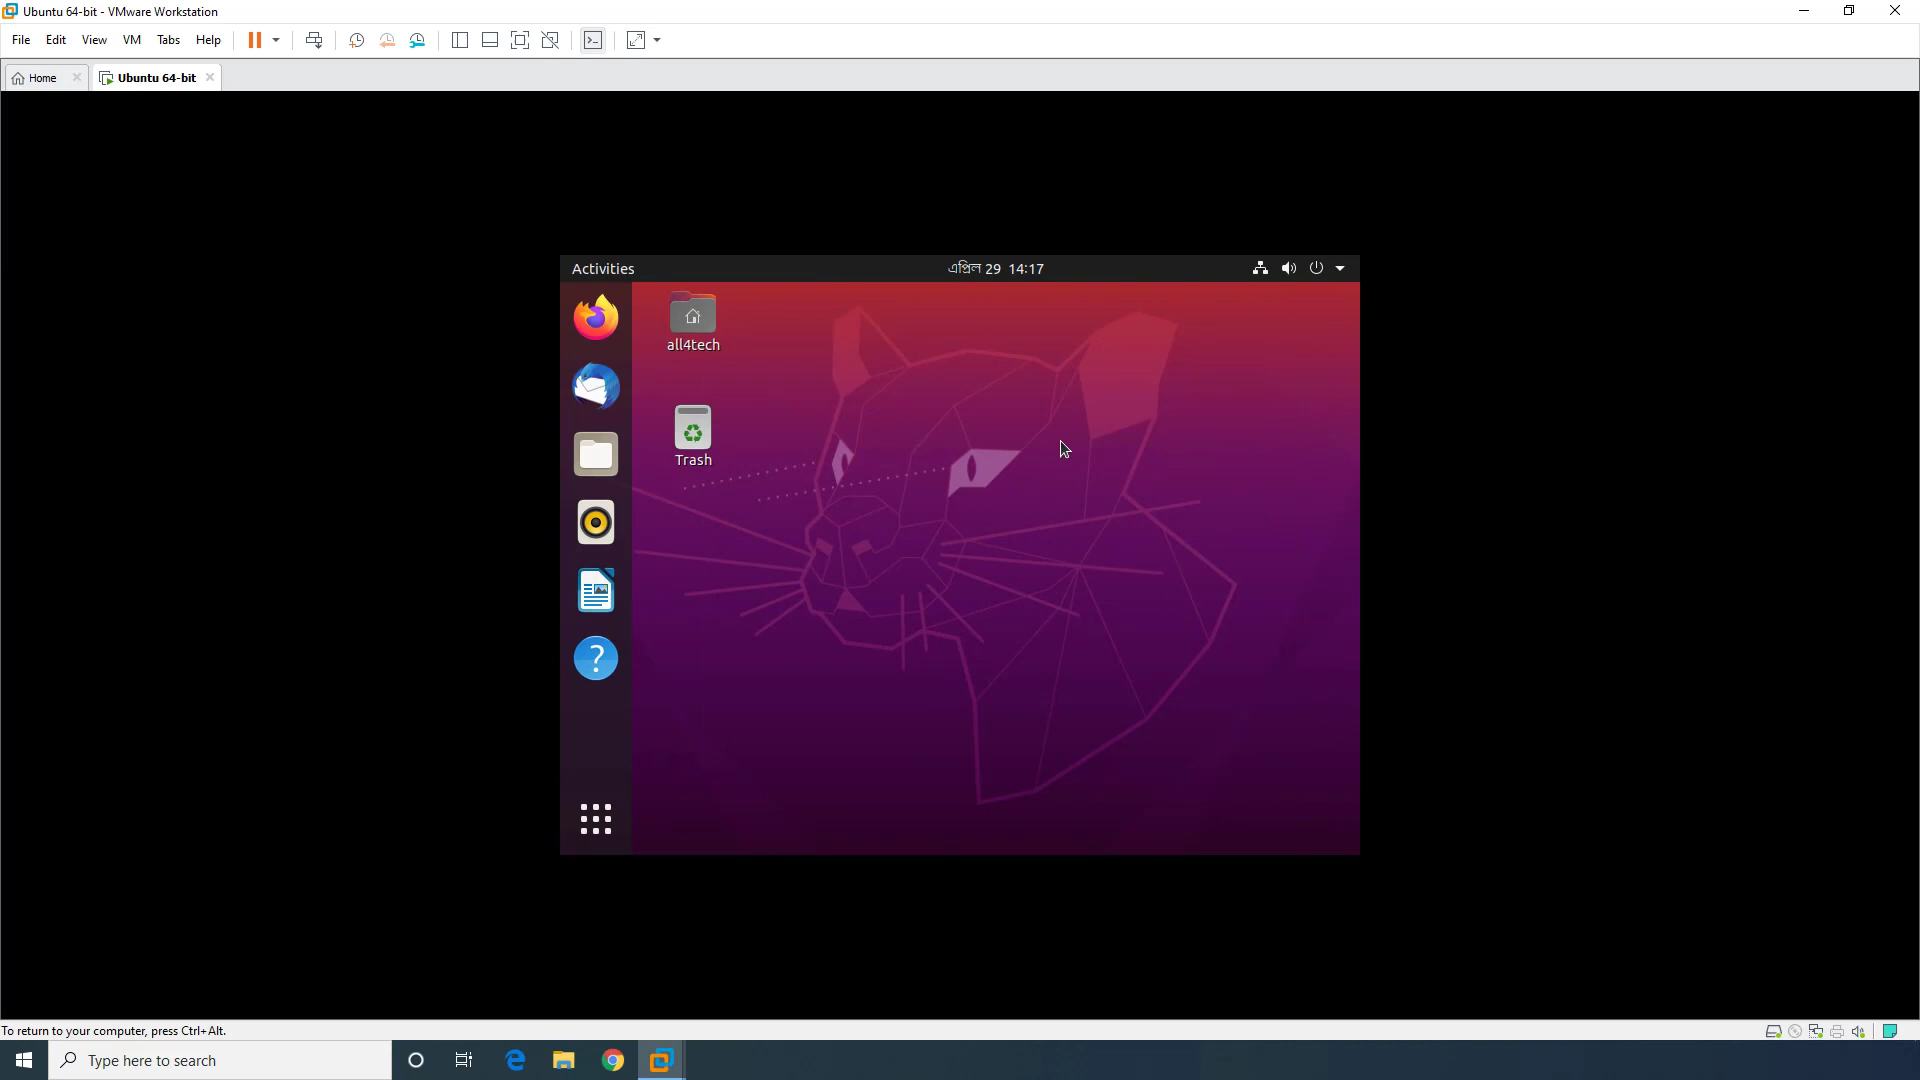 Ubuntu 64-bit - VMware Workstation
File Edit View VM Tabs Help
Home Ubuntu 64-bit
Activities এপ্রিল 29 14:17
all4tech
Trash
To return to your computer, press Ctrl+Alt.
Type here to search